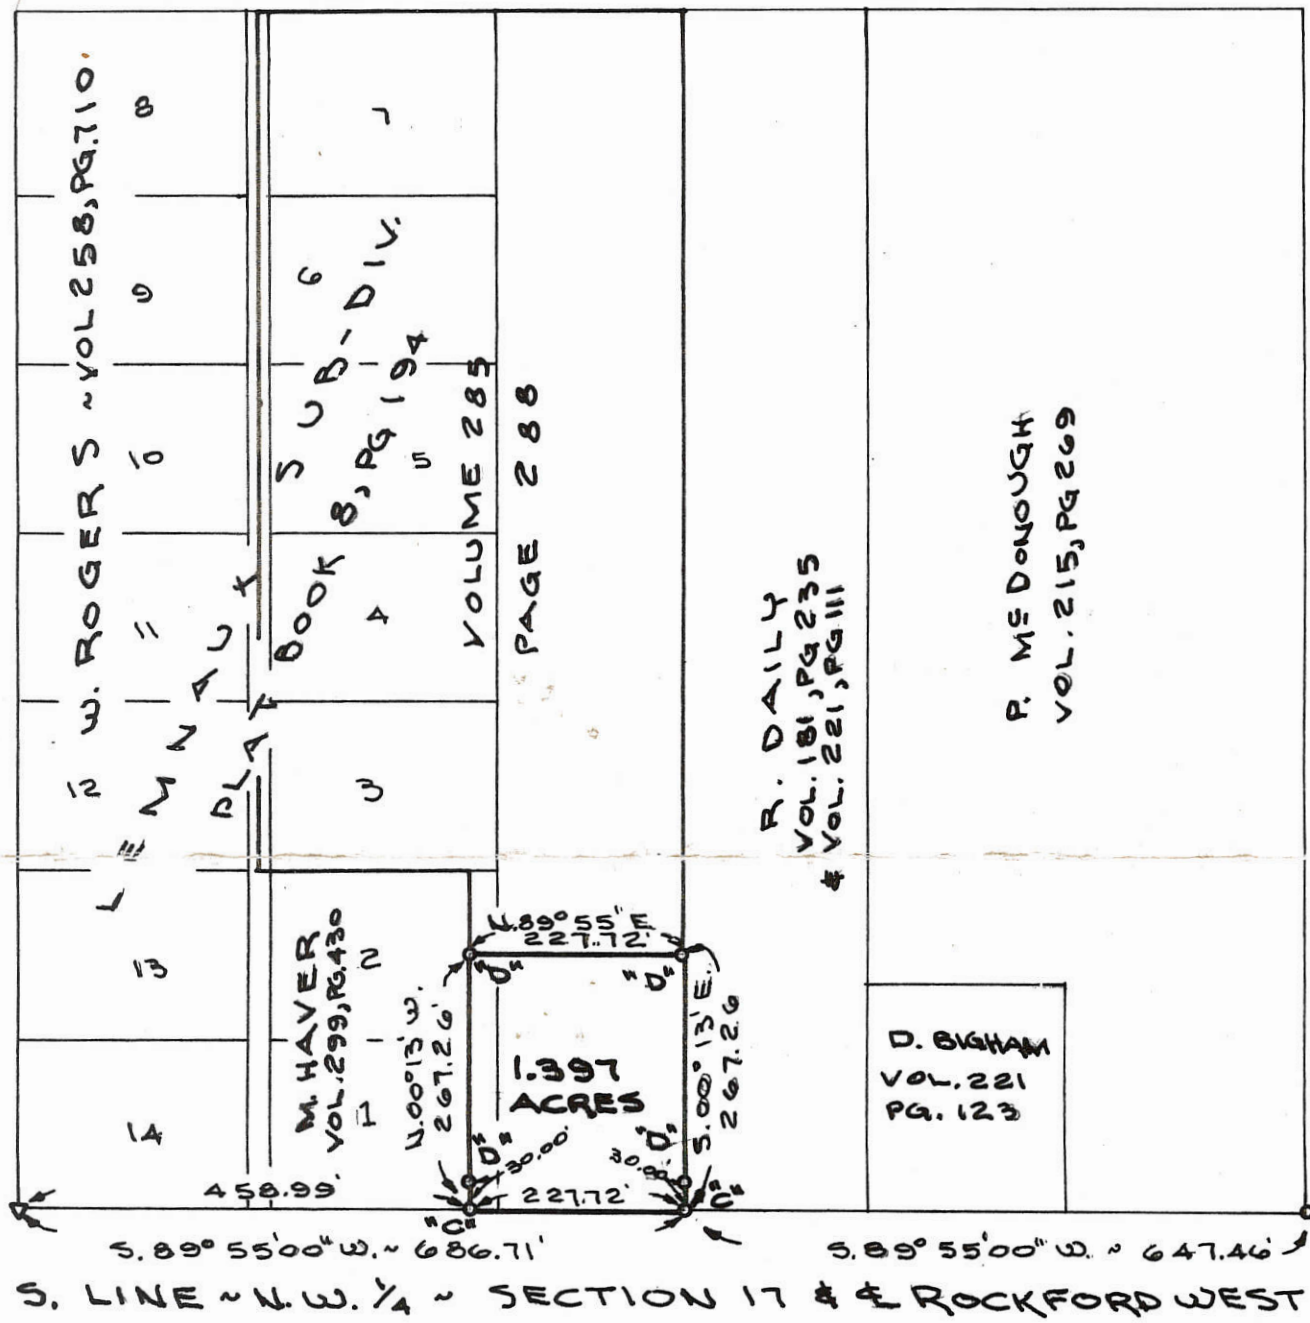 W. ROGERS ~ VOL 258, PG. 710.
8
7
9
6
10
5
11
4
12
3
13
2
14
1
LEMNAUX SUB-DIV.
PLAT BOOK 8, PG 194
VOLUME 285
PAGE 288
R. DAILY
VOL. 181, PG 235
& VOL. 221, PG 111
P. McDONOUGH
VOL. 215, PG 269
M. HAVER
VOL. 299, PG. 430
N. 89° 55" E.
227.72'
"D"
"D"
N. 00° 13' W.
267.26'
S. 00° 13' E.
267.26
1.397
ACRES
"D"
"D"
30.00'
30.00'
D. BIGHAM
VOL. 221
PG. 123
458.99'
227.72'
"C"
"C"
S. 89° 55'00" W. ~ 686.71'
S. 89° 55'00" W. ~ 647.46'
S. LINE ~ N.W. 1/4 ~ SECTION 17 & ℄ ROCKFORD WEST